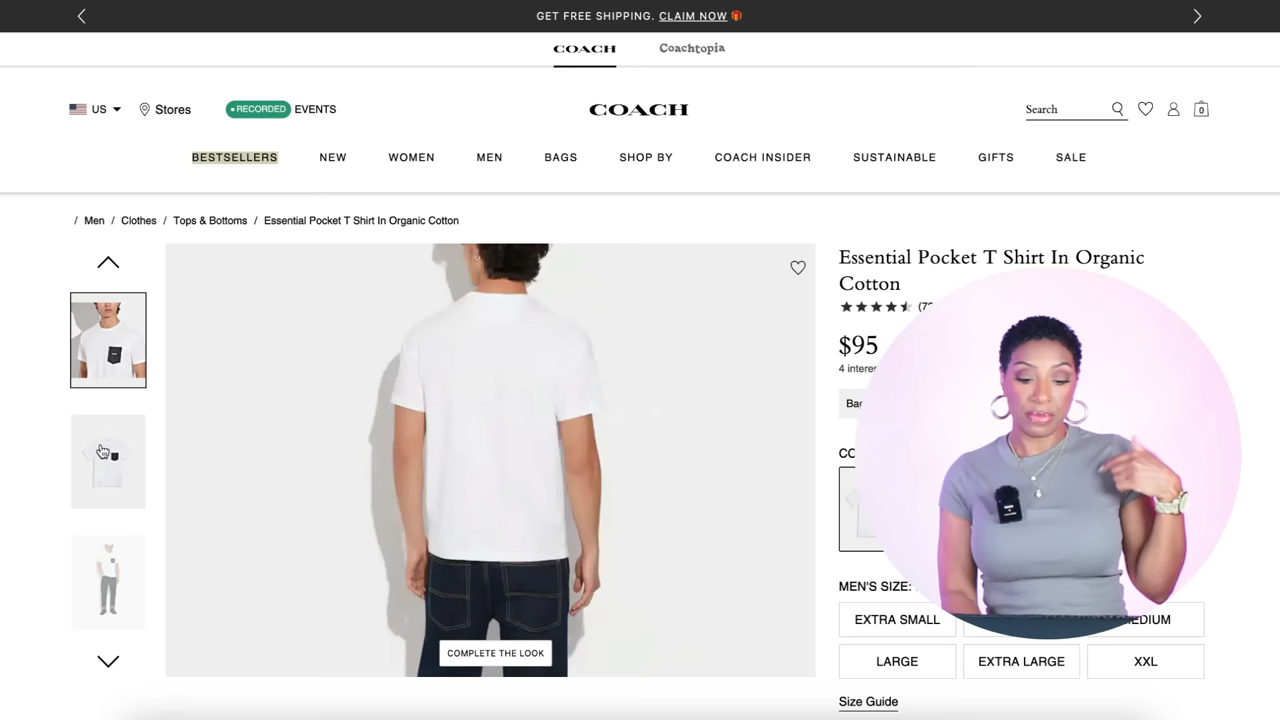 GET FREE SHIPPING. CLAIM NOW
COACH Coachtopia
US Stores • RECORDED EVENTS COACH Search 0
BESTSELLERS NEW WOMEN MEN BAGS SHOP BY COACH INSIDER SUSTAINABLE GIFTS SALE
/ Men / Clothes / Tops & Bottoms / Essential Pocket T Shirt In Organic Cotton
Essential Pocket T Shirt In Organic
Cotton
$95
4
MEN'S SIZE:
EXTRA SMALL
LARGE EXTRA LARGE XXL
Size Guide
COMPLETE THE LOOK